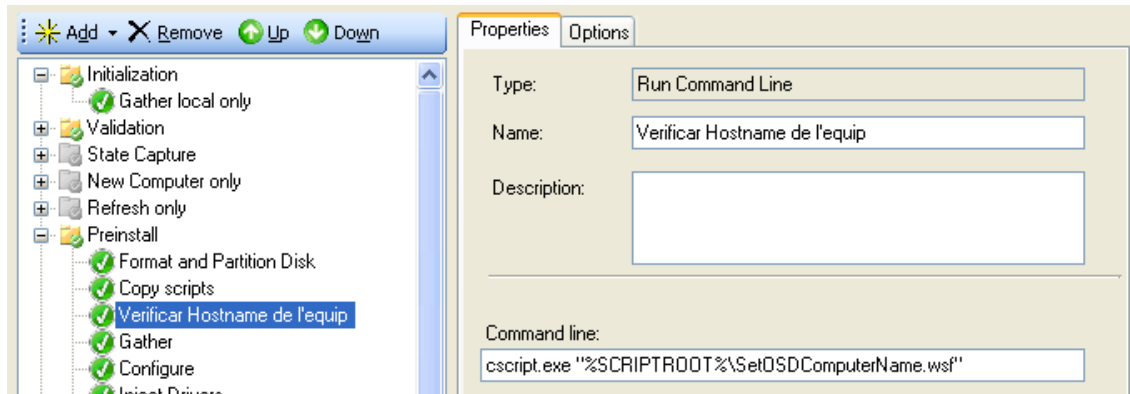 Add Remove Up Down
Initialization
Gather local only
Validation
State Capture
New Computer only
Refresh only
Preinstall
Format and Partition Disk
Copy scripts
Verificar Hostname de l'equip
Gather
Configure
Inject Drivers
Properties Options
Type: Run Command Line
Name: Verificar Hostname de l'equip
Description:
Command line:
cscript.exe "%SCRIPTROOT%\SetOSDComputerName.wsf"